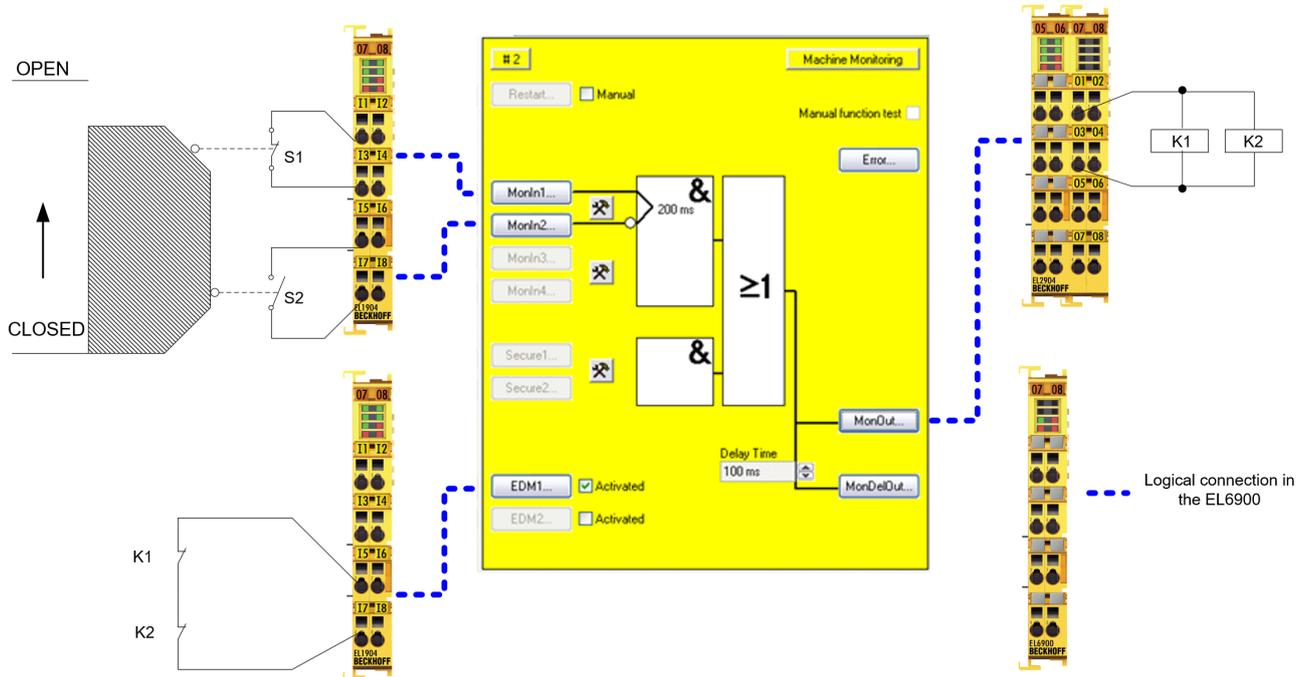 OPEN
CLOSED
S1
S2
07 08
I1 I2
I3 I4
I5 I6
I7 I8
EL1904
BECKHOFF
K1
K2
07 08
I1 I2
I3 I4
I5 I6
I7 I8
EL1904
BECKHOFF
# 2
Machine Monitoring
Restart...
Manual
Manual function test
Error...
MonIn1...
MonIn2...
MonIn3...
MonIn4...
&
200 ms
≥1
Secure1...
Secure2...
&
MonOut...
Delay Time
100 ms
MonDelOut...
EDM1...
Activated
EDM2...
Activated
05 06 07 08
01 02
03 04
05 06
07 08
EL2904
BECKHOFF
K1
K2
07 08
EL6900
BECKHOFF
Logical connection in
the EL6900